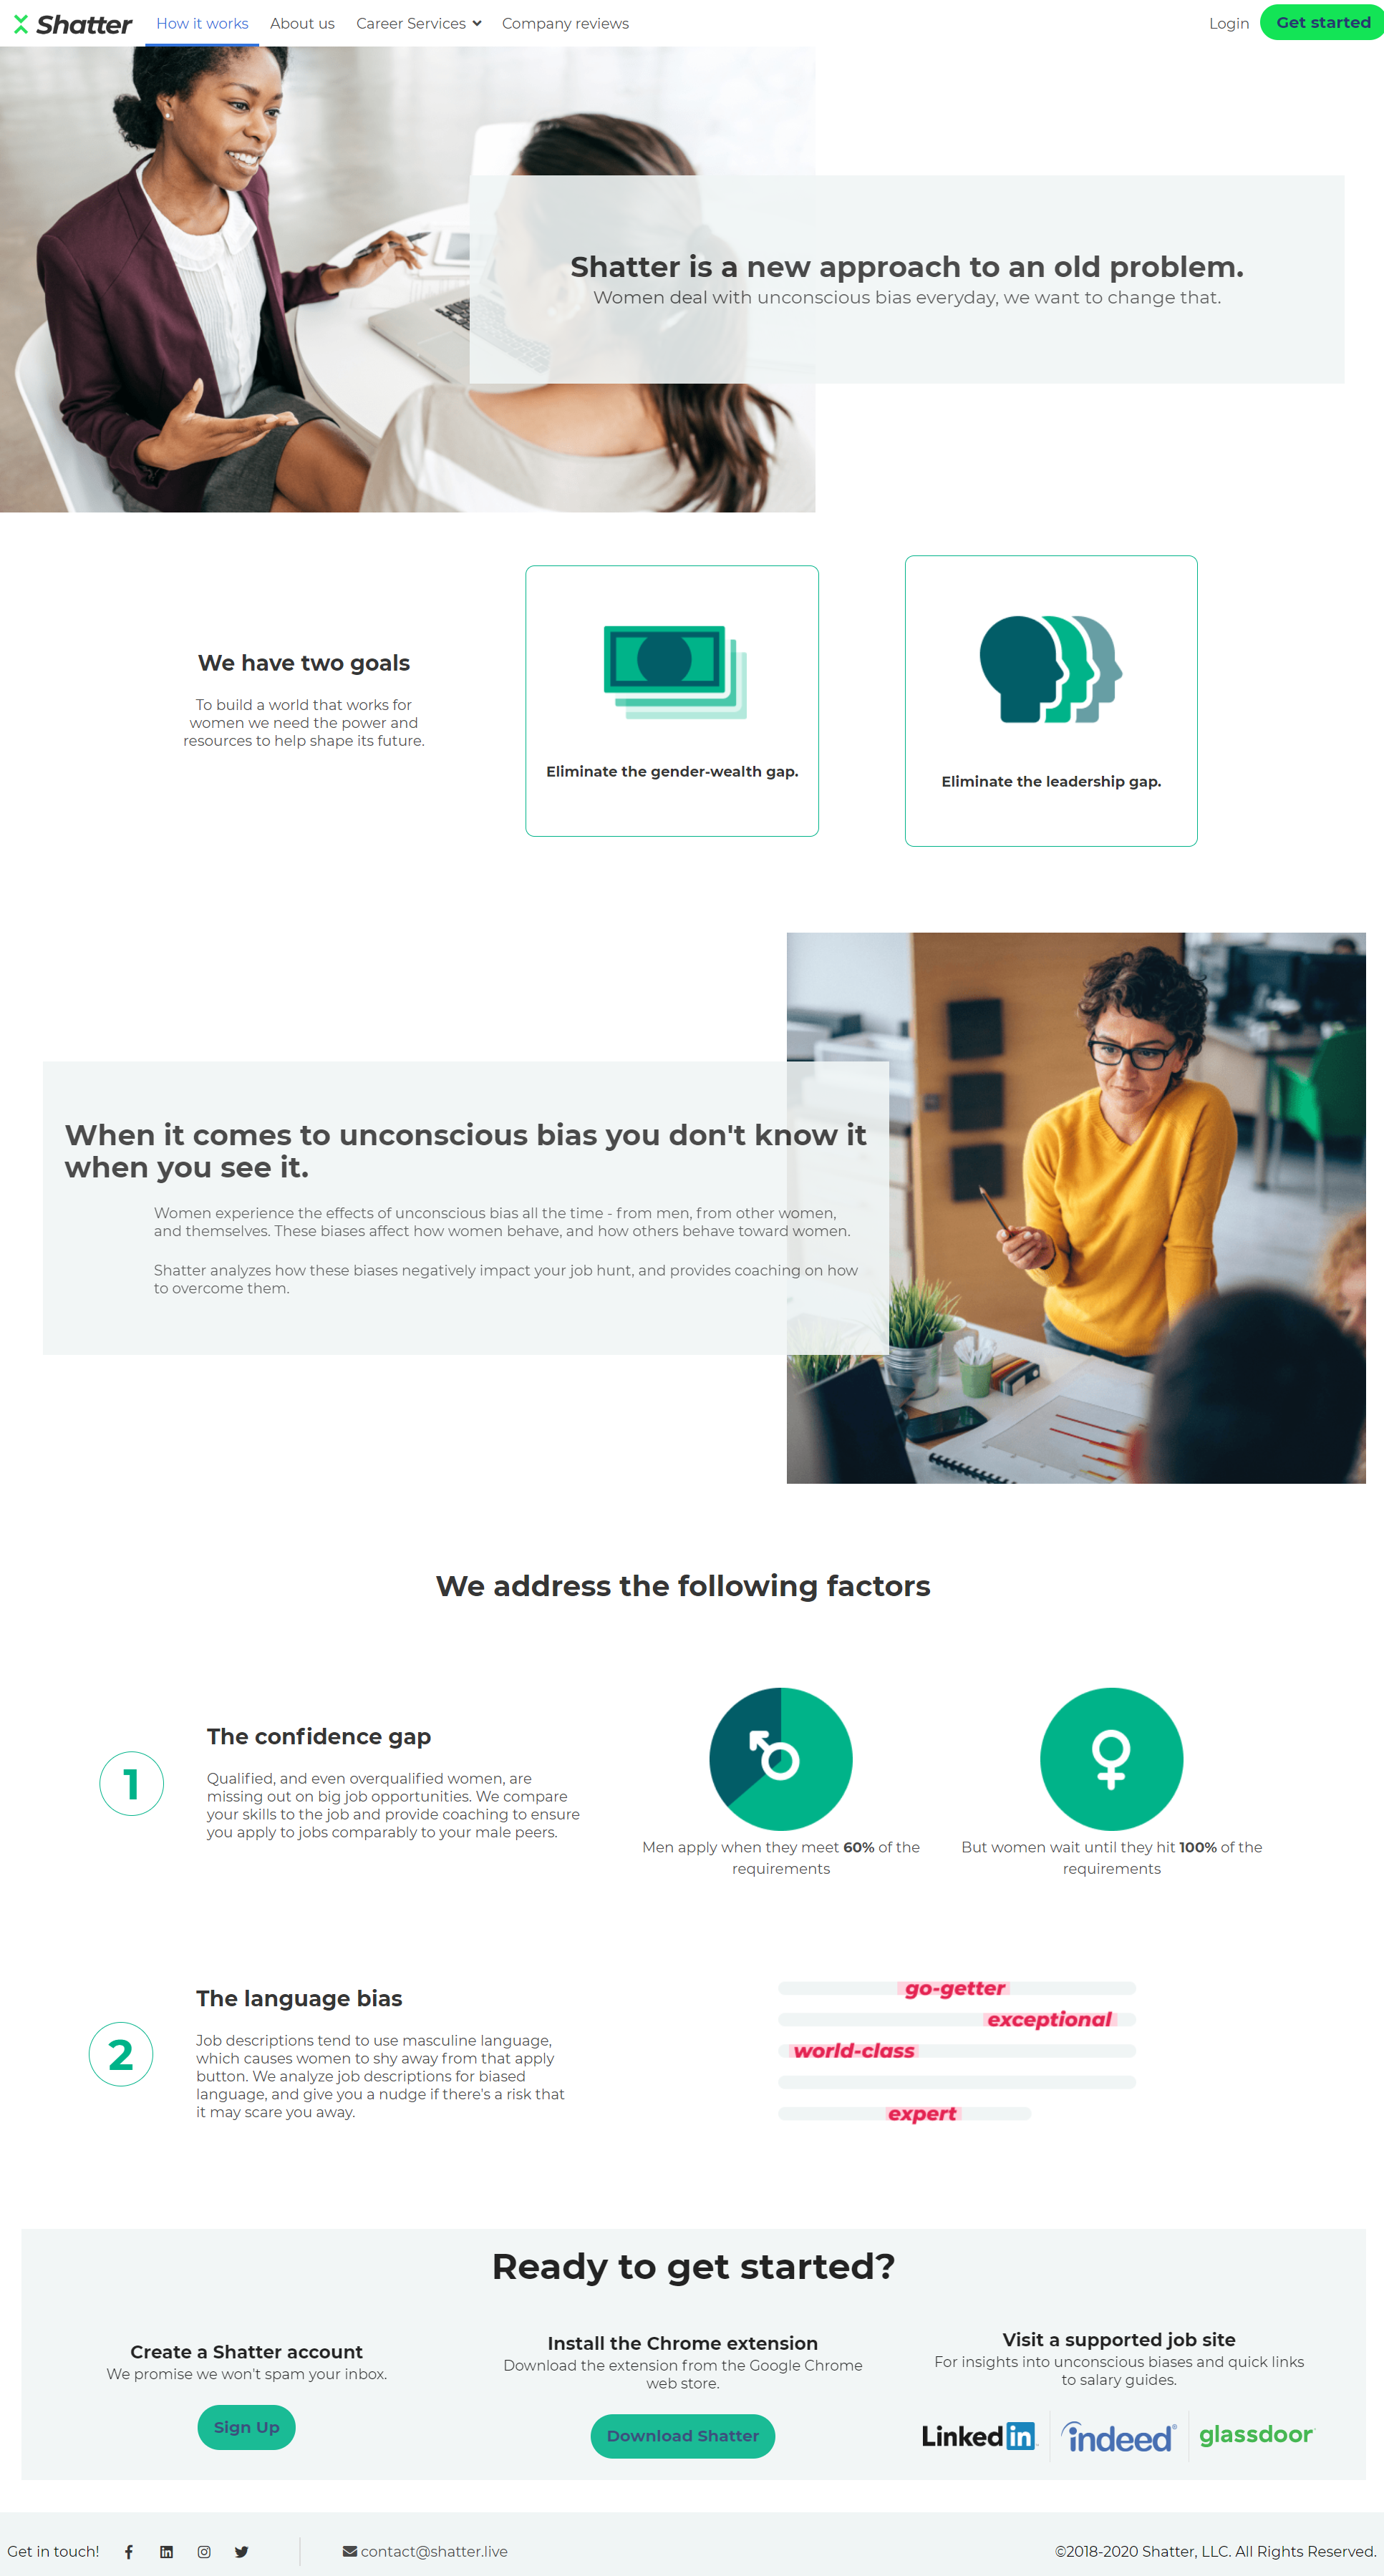 Shatter
How it works
About us
Career Services
Company reviews
Login
Get started
Shatter is a new approach to an old problem.
Women deal with unconscious bias everyday, we want to change that.
We have two goals
To build a world that works for
women we need the power and
resources to help shape its future.
Eliminate the gender-wealth gap.
Eliminate the leadership gap.
When it comes to unconscious bias you don't know it
when you see it.
Women experience the effects of unconscious bias all the time - from men, from other women,
and themselves. These biases affect how women behave, and how others behave toward women.
Shatter analyzes how these biases negatively impact your job hunt, and provides coaching on how
to overcome them.
We address the following factors
1
The confidence gap
Qualified, and even overqualified women, are
missing out on big job opportunities. We compare
your skills to the job and provide coaching to ensure
you apply to jobs comparably to your male peers.
Men apply when they meet 60% of the
requirements
But women wait until they hit 100% of the
requirements
2
The language bias
Job descriptions tend to use masculine language,
which causes women to shy away from that apply
button. We analyze job descriptions for biased
language, and give you a nudge if there's a risk that
it may scare you away.
go-getter
exceptional
world-class
expert
Ready to get started?
Create a Shatter account
We promise we won't spam your inbox.
Sign Up
Install the Chrome extension
Download the extension from the Google Chrome
web store.
Download Shatter
Visit a supported job site
For insights into unconscious biases and quick links
to salary guides.
Linked in
indeed
glassdoor
Get in touch!
contact@shatter.live
©2018-2020 Shatter, LLC. All Rights Reserved.